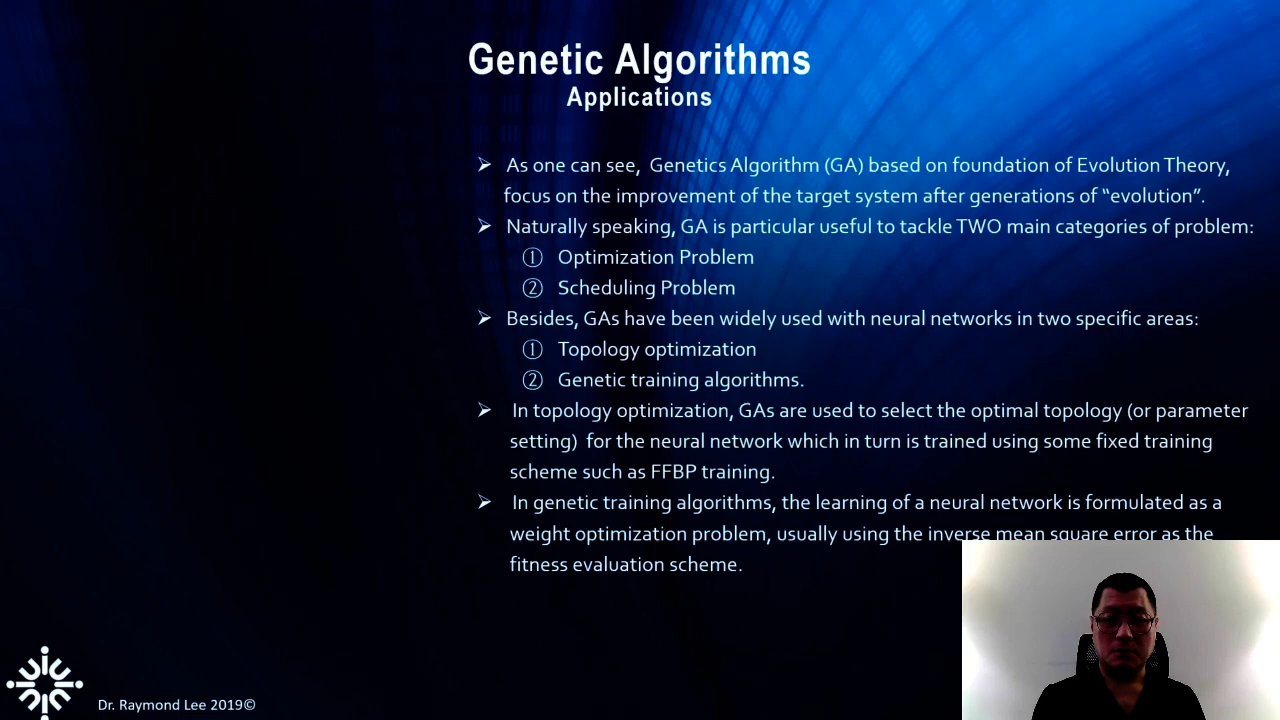 Genetic Algorithms
Applications
➢ As one can see, Genetics Algorithm (GA) based on foundation of Evolution Theory,
focus on the improvement of the target system after generations of “evolution”.
➢ Naturally speaking, GA is particular useful to tackle TWO main categories of problem:
① Optimization Problem
② Scheduling Problem
➢ Besides, GAs have been widely used with neural networks in two specific areas:
① Topology optimization
② Genetic training algorithms.
➢ In topology optimization, GAs are used to select the optimal topology (or parameter
setting) for the neural network which in turn is trained using some fixed training
scheme such as FFBP training.
➢ In genetic training algorithms, the learning of a neural network is formulated as a
weight optimization problem, usually using the inverse mean square error as the
fitness evaluation scheme.
Dr. Raymond Lee 2019©